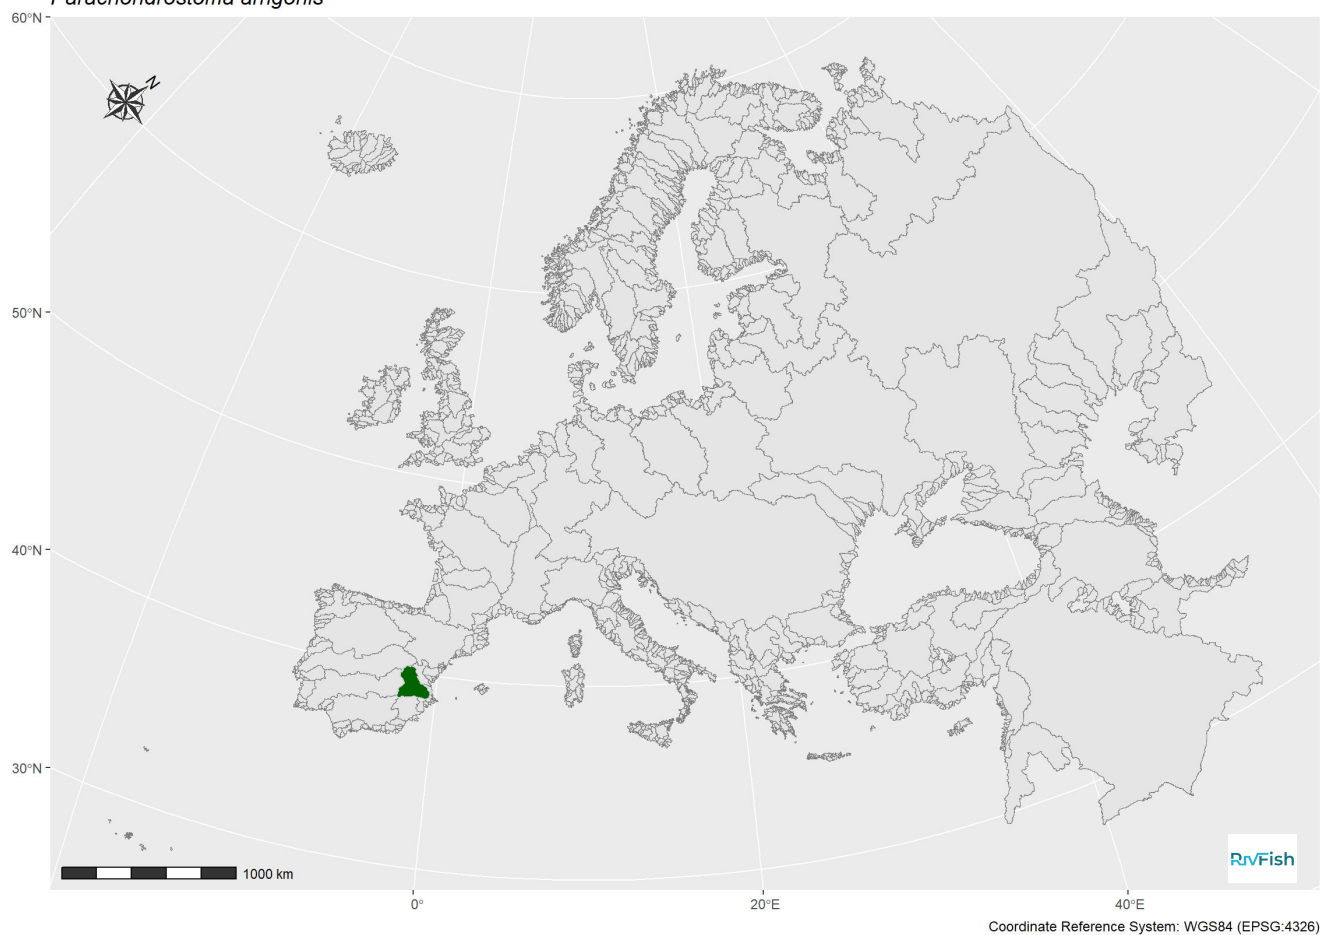 Parachondrostoma arrigonis
60°N
N
50°N
40°N
30°N
1000 km
RIVFish
0°
20°E
40°E
Coordinate Reference System: WGS84 (EPSG:4326)